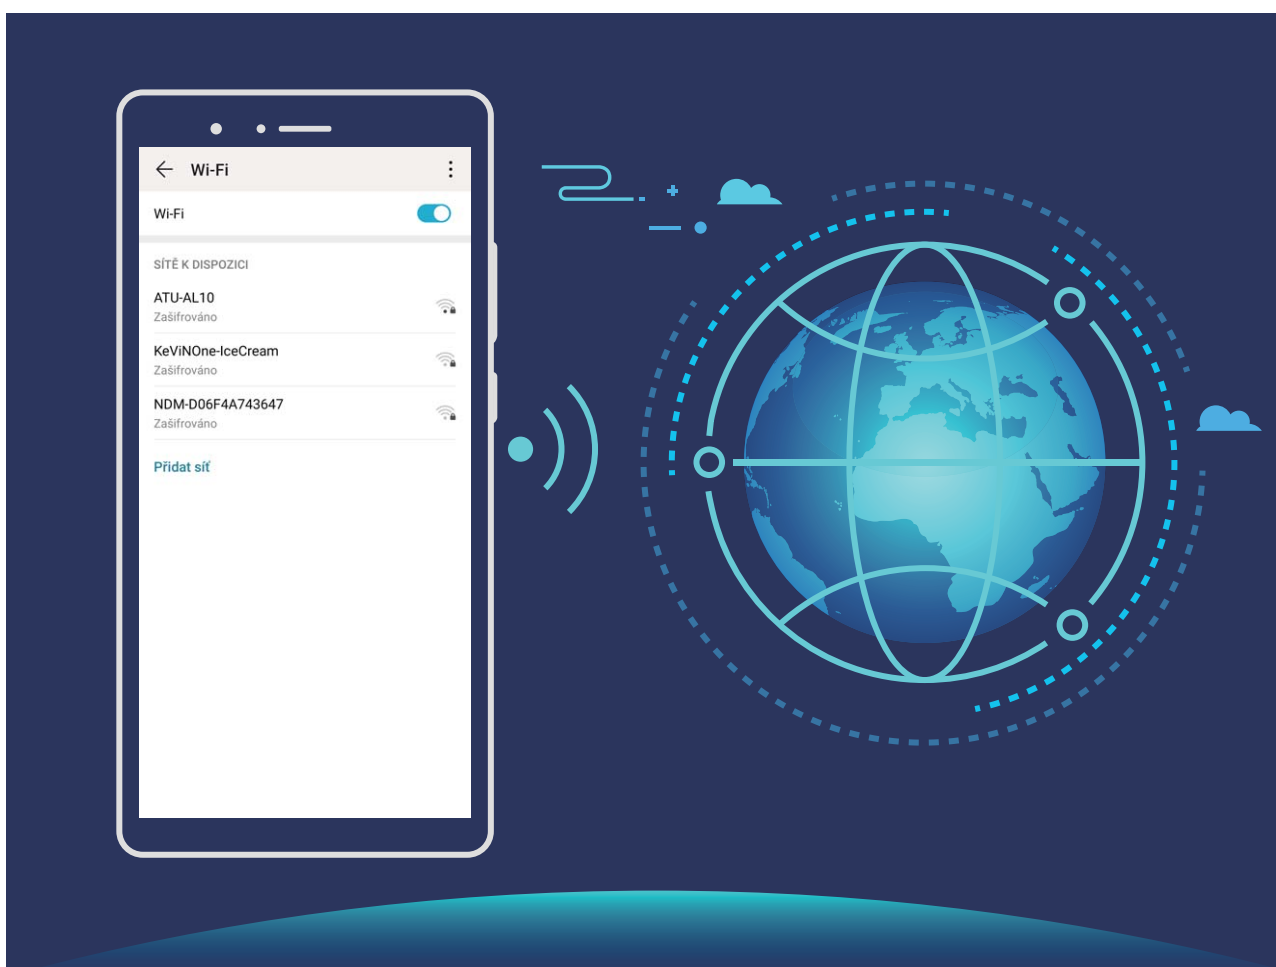 Wi-Fi
Wi-Fi
SÍTĚ K DISPOZICI
ATU-AL10
Zašifrováno
KeViNOne-IceCream
Zašifrováno
NDM-D06F4A743647
Zašifrováno
Přidat síť